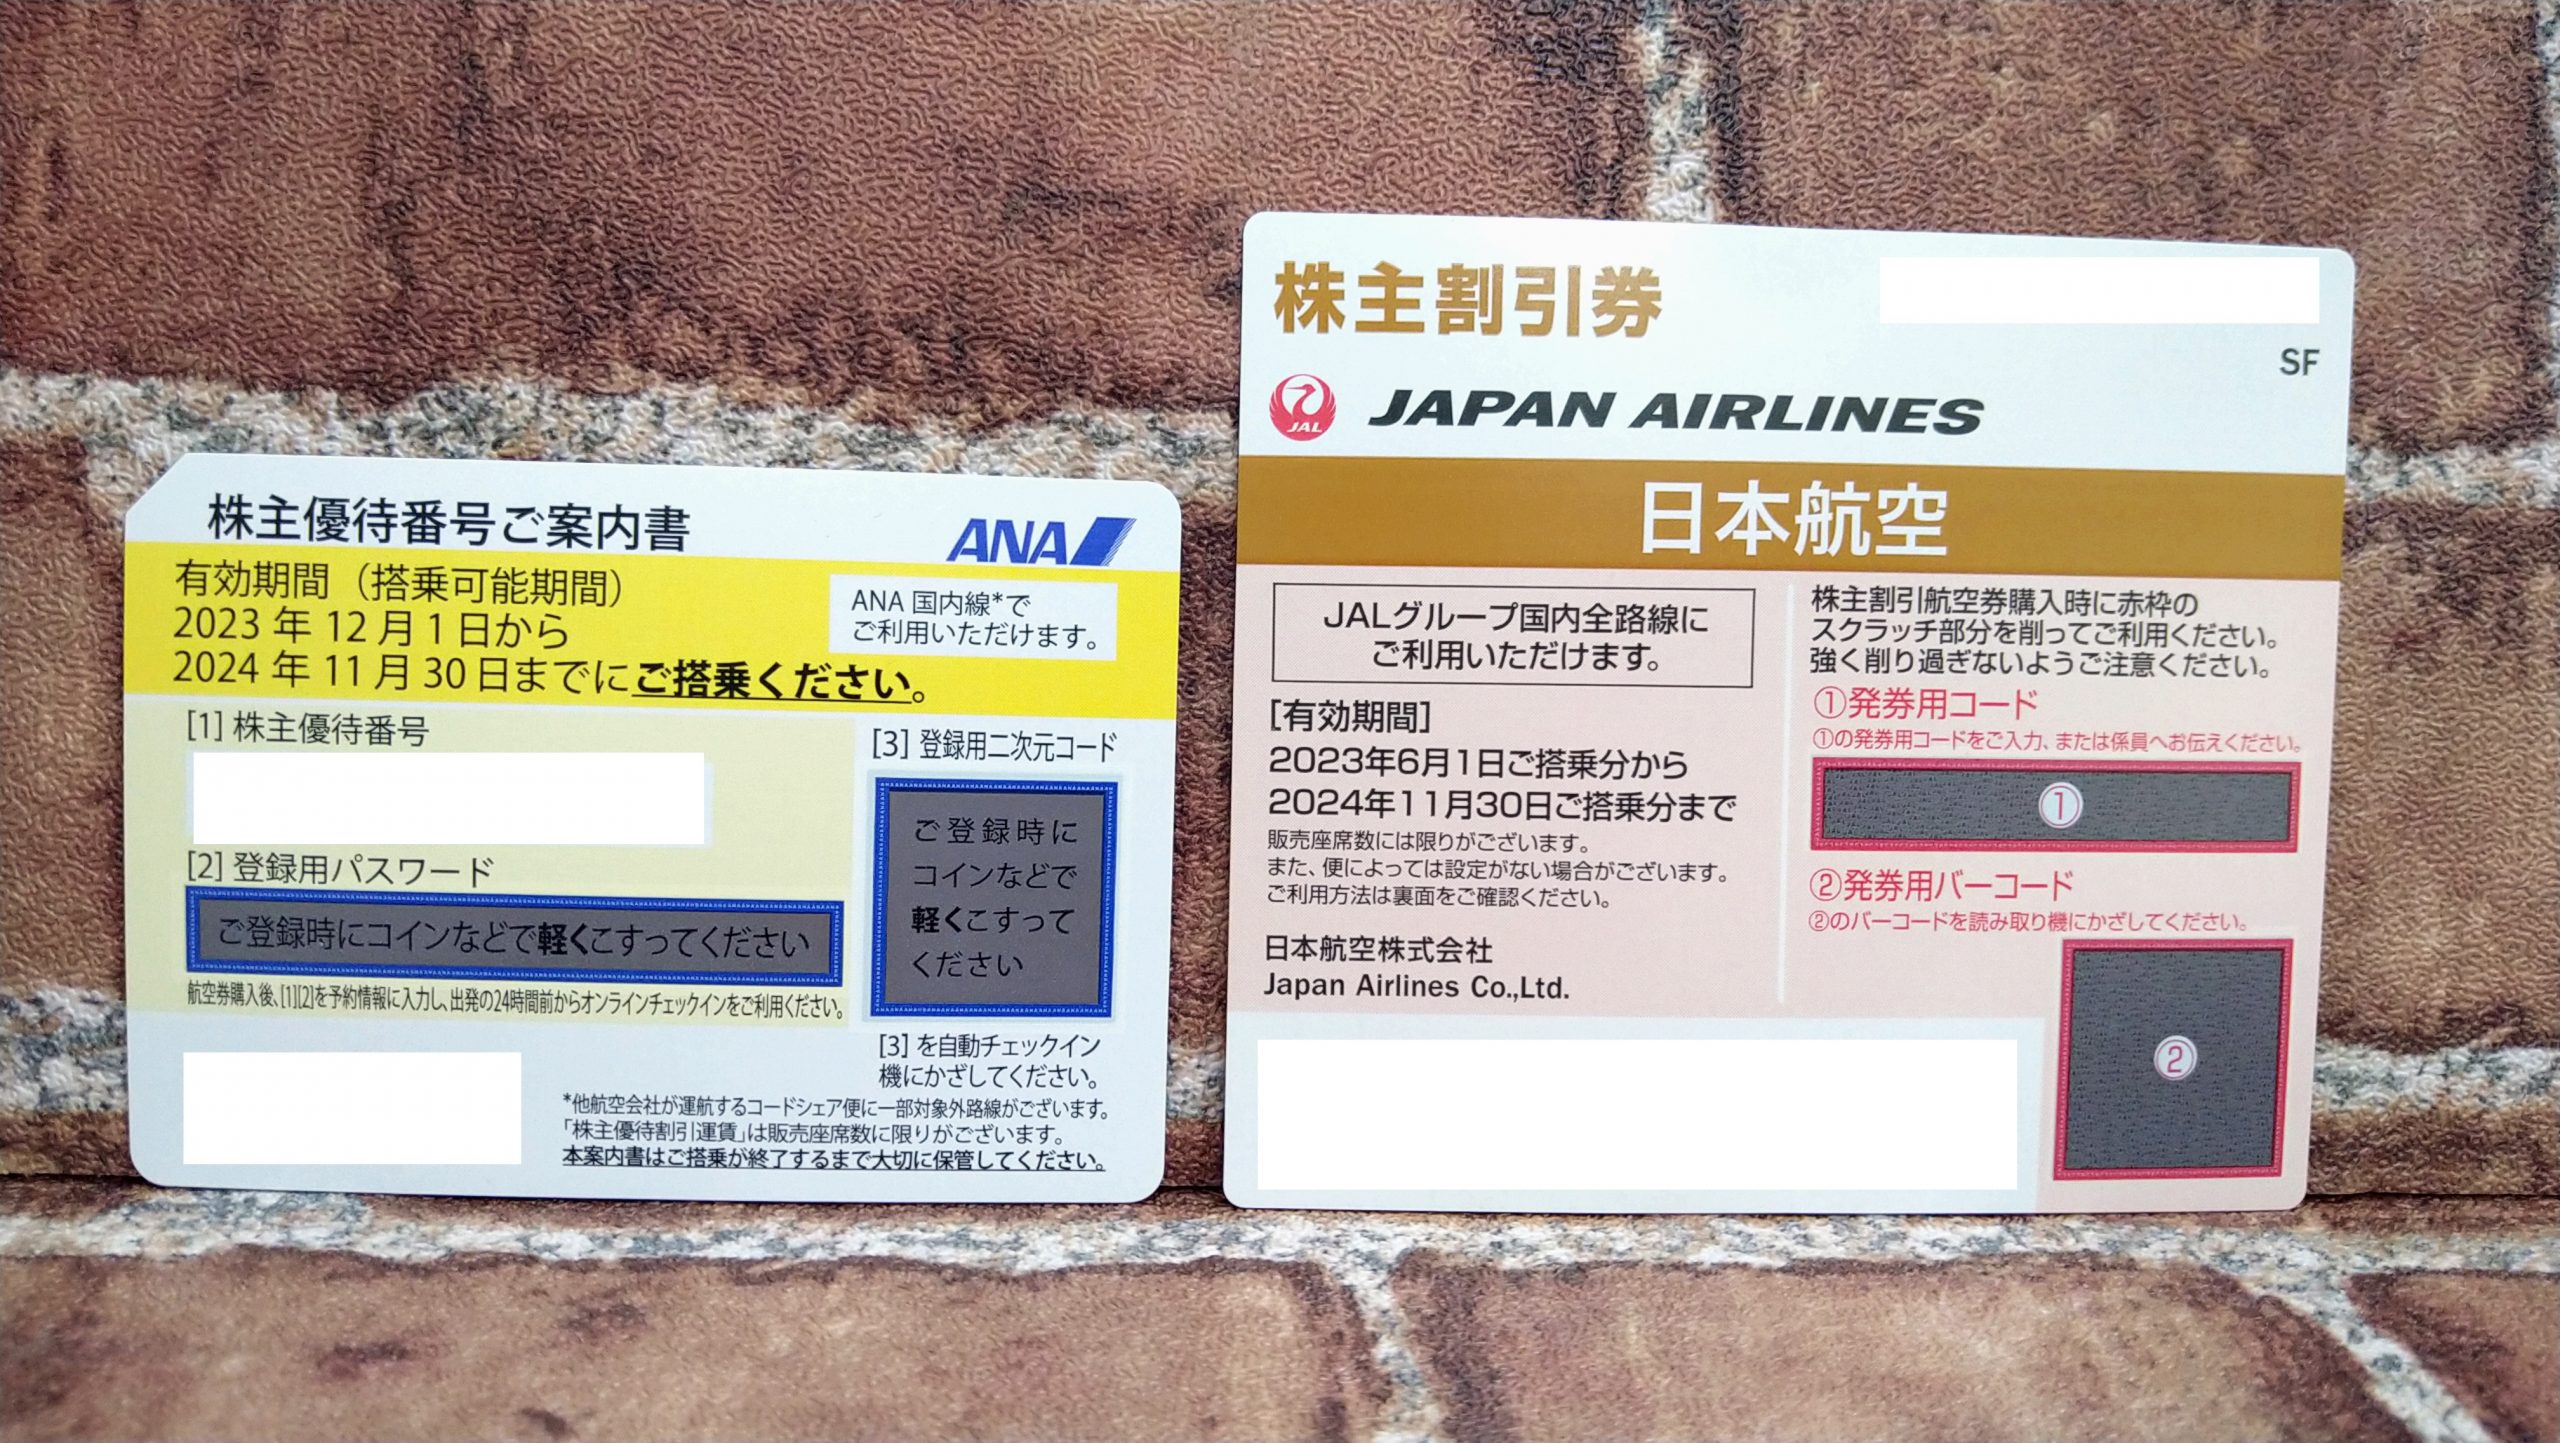 株主優待番号ご案内書
ANA
有効期間（搭乗可能期間）
2023 年 12 月 1 日から
2024 年 11 月 30 日までにご搭乗ください。
ANA 国内線*で
ご利用いただけます。
[1] 株主優待番号
[2] 登録用パスワード
ご登録時にコインなどで軽くこすってください
航空券購入後、[1][2]を予約情報に入力し、出発の24時間前からオンラインチェックインをご利用ください。
[3] 登録用二次元コード
ご登録時に
コインなどで
軽くこすって
ください
[3] を自動チェックイン
機にかざしてください。
*他航空会社が運航するコードシェア便に一部対象外路線がございます。
「株主優待割引運賃」は販売座席数に限りがございます。
本案内書はご搭乗が終了するまで大切に保管してください。
株主割引券
SF
JAL
JAPAN AIRLINES
日本航空
JALグループ国内全路線に
ご利用いただけます。
[有効期間]
2023年6月1日ご搭乗分から
2024年11月30日ご搭乗分まで
販売座席数には限りがございます。
また、便によっては設定がない場合がございます。
ご利用方法は裏面をご確認ください。
日本航空株式会社
Japan Airlines Co.,Ltd.
株主割引航空券購入時に赤枠の
スクラッチ部分を削ってご利用ください。
強く削り過ぎないようご注意ください。
①発券用コード
①の発券用コードをご入力、または係員へお伝えください。
①
②発券用バーコード
②のバーコードを読み取り機にかざしてください。
②